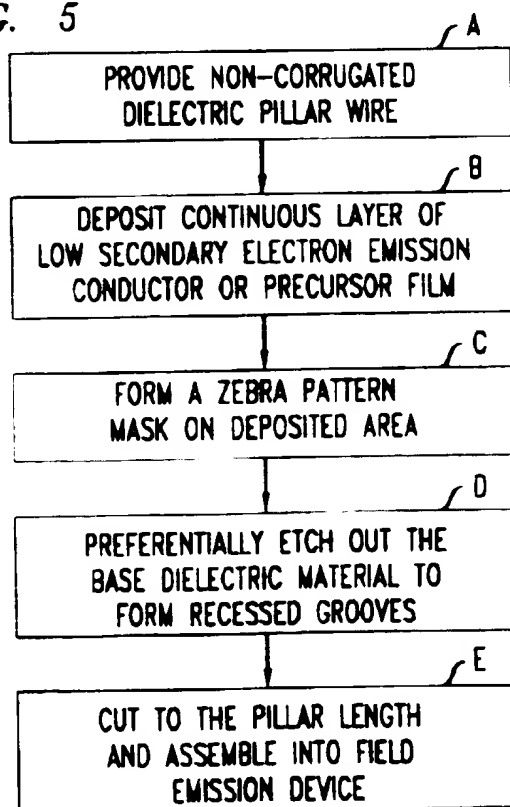 G. 5
A
PROVIDE NON-CORRUGATED
DIELECTRIC PILLAR WIRE
B
DEPOSIT CONTINUOUS LAYER OF
LOW SECONDARY ELECTRON EMISSION
CONDUCTOR OR PRECURSOR FILM
C
FORM A ZEBRA PATTERN
MASK ON DEPOSITED AREA
D
PREFERENTIALLY ETCH OUT THE
BASE DIELECTRIC MATERIAL TO
FORM RECESSED GROOVES
E
CUT TO THE PILLAR LENGTH
AND ASSEMBLE INTO FIELD
EMISSION DEVICE